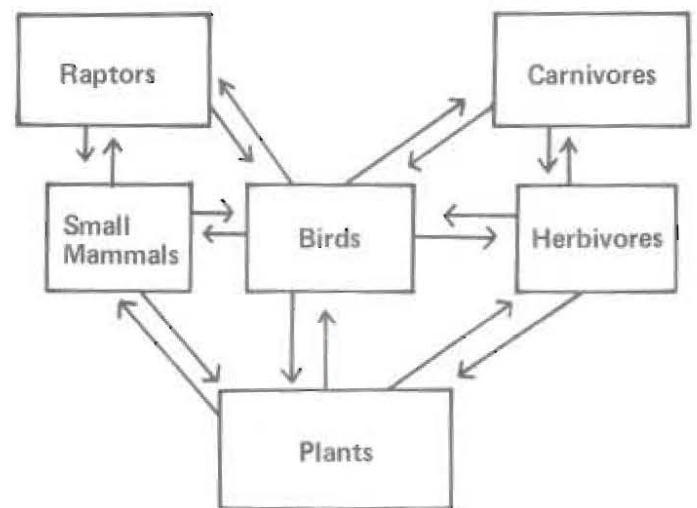 Raptors
Carnivores
Small
Mammals
Birds
Herbivores
Plants